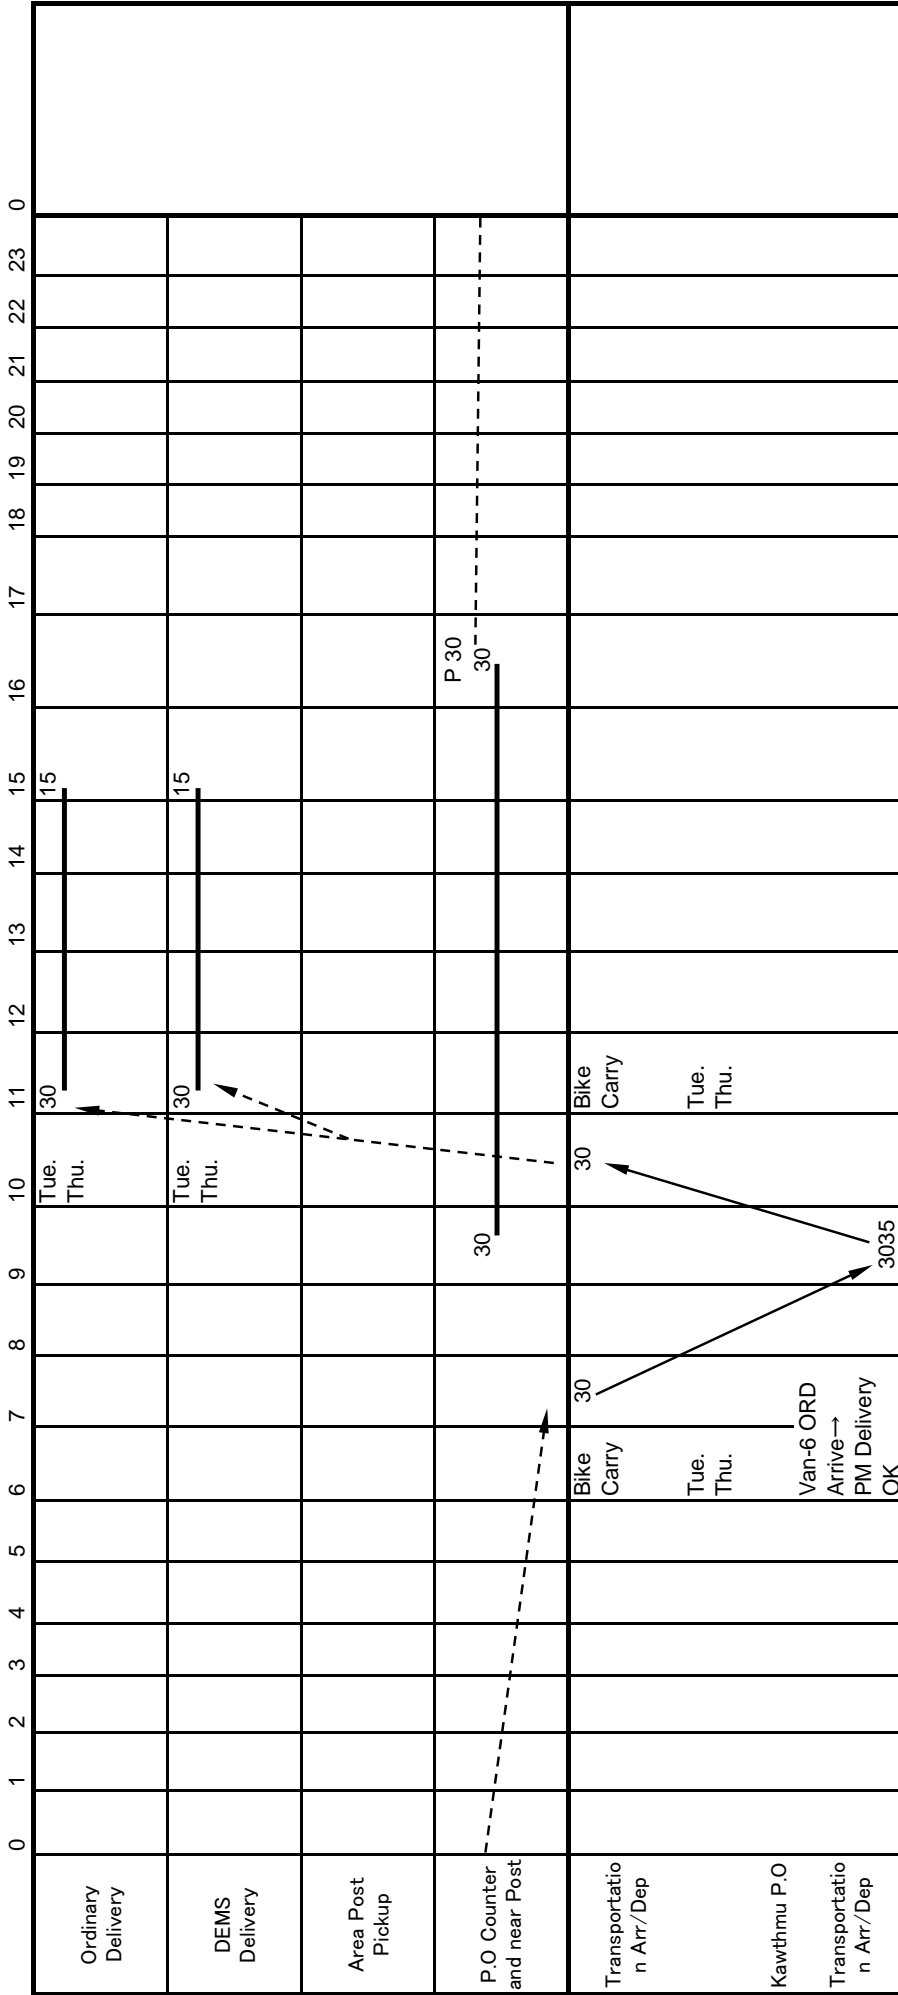 0 1 2 3 4 5 6 7 8 9 10 11 12 13 14 15 16 17 18 19 20 21 22 23 0
Ordinary
Delivery
Tue.
Thu.
30
15
DEMS
Delivery
Tue.
Thu.
30
15
Area Post
Pickup
P.O Counter
and near Post
30
P 30
30
Transportatio
n Arr/Dep
Bike
Carry
Tue.
Thu.
30
30
Bike
Carry
Tue.
Thu.
Kawthmu P.O
Transportatio
n Arr/Dep
Van-6 ORD
Arrive→
PM Delivery
OK
3035